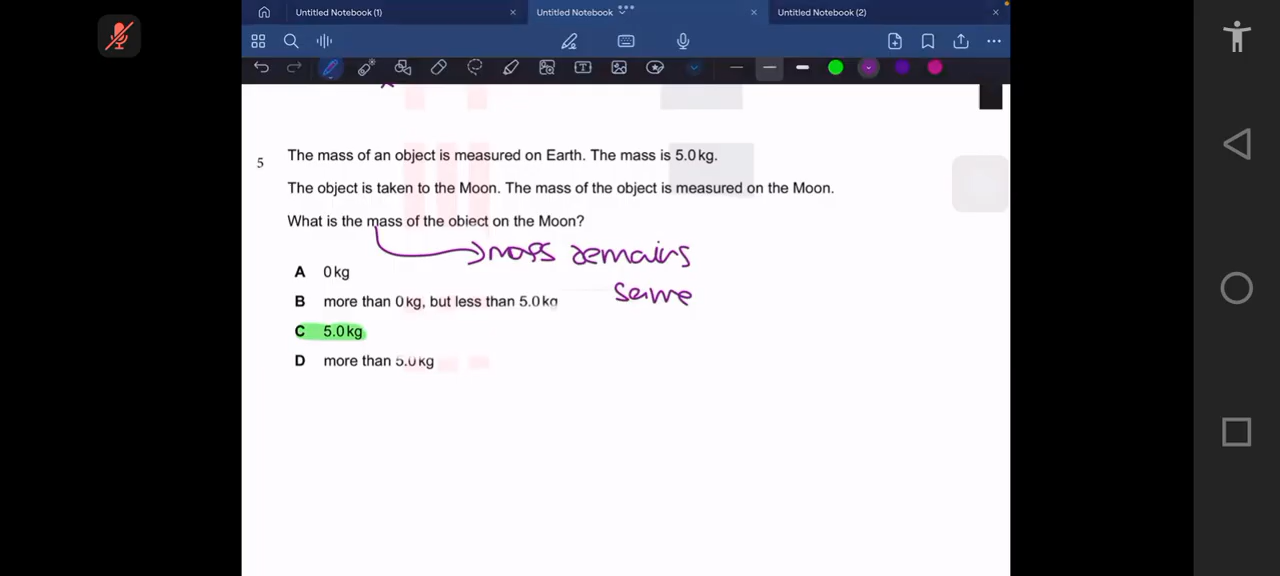 Untitled Notebook (1)
Untitled Notebook
Untitled Notebook (2)
5
The mass of an object is measured on Earth. The mass is 5.0 kg.
The object is taken to the Moon. The mass of the object is measured on the Moon.
What is the mass of the object on the Moon?
mass remains
same
A 0 kg
B more than 0 kg, but less than 5.0 kg
C 5.0 kg
D more than 5.0 kg